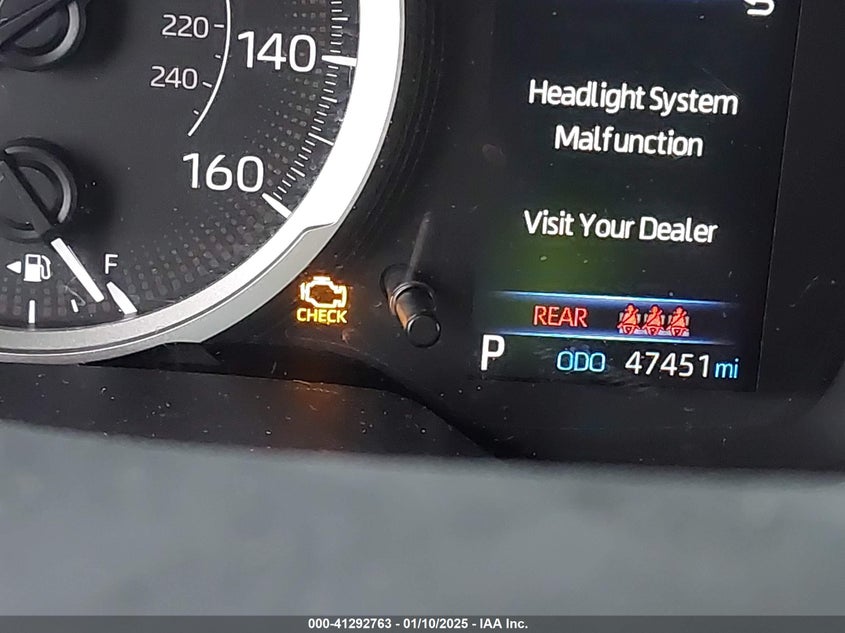 220
140
240
160
F
CHECK
Headlight System
Malfunction
Visit Your Dealer
REAR
P
ODO 47451 mi
000-41292763 - 01/10/2025 - IAA Inc.